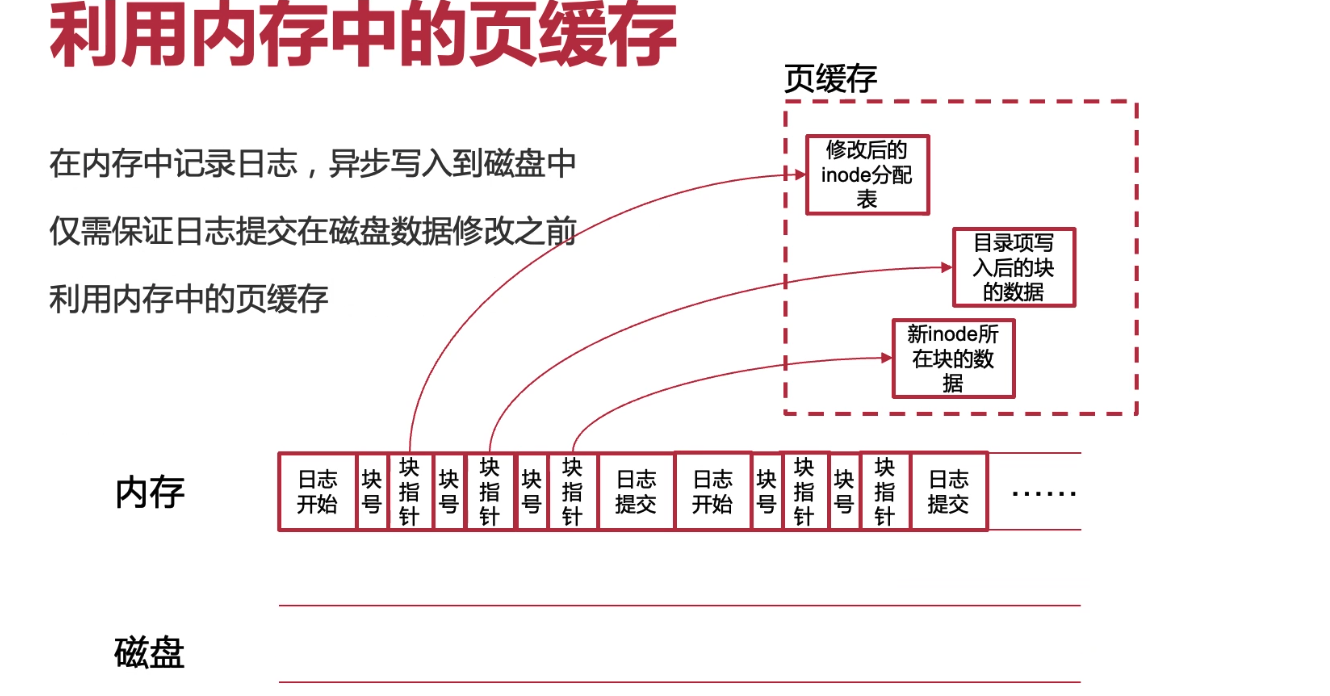 利用内存中的页缓存
在内存中记录日志，异步写入到磁盘中
仅需保证日志提交在磁盘数据修改之前
利用内存中的页缓存
页缓存
修改后的
inode分配
表
目录项写
入后的块
的数据
新inode所
在块的数
据
内存
日志
开始
块
号
块
指
针
块
号
块
指
针
块
号
块
指
针
日志
提交
日志
开始
块
号
块
指
针
块
号
块
指
针
日志
提交
……
磁盘